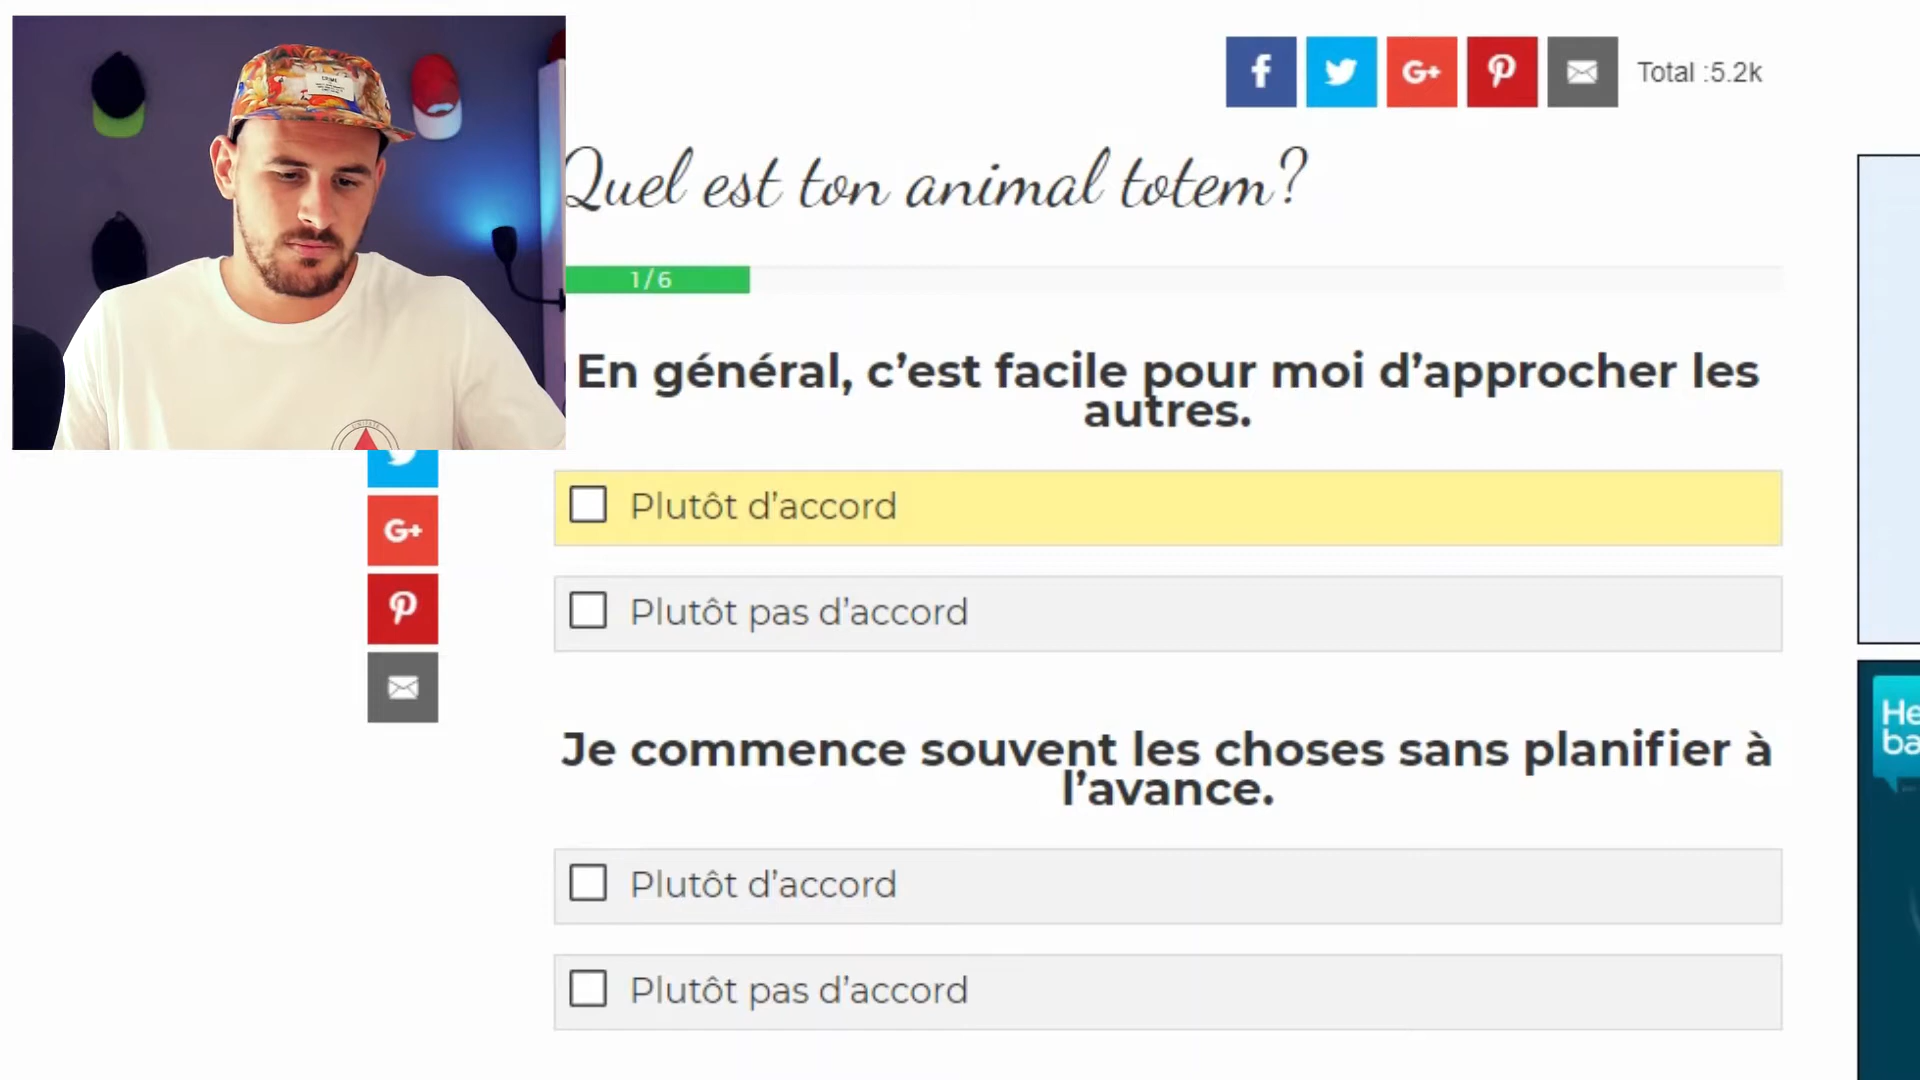 Total :5.2k
Quel est ton animal totem?
1/6
En général, c’est facile pour moi d’approcher les
autres.
Plutôt d’accord
Plutôt pas d’accord
Je commence souvent les choses sans planifier à
l’avance.
Plutôt d’accord
Plutôt pas d’accord